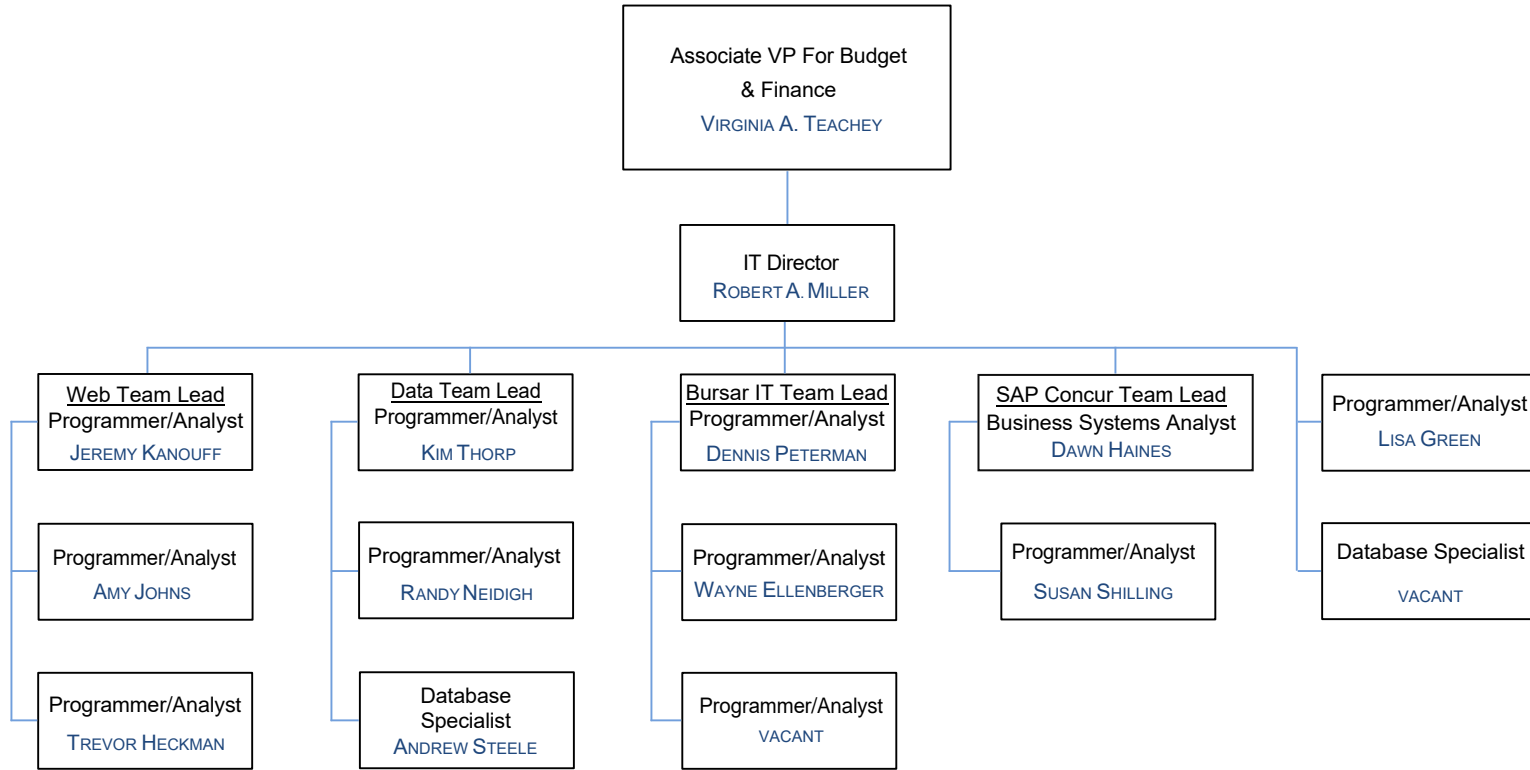 Associate VP For Budget
& Finance
VIRGINIA A. TEACHEY
IT Director
ROBERT A. MILLER
Web Team Lead
Programmer/Analyst
JEREMY KANOUFF
Data Team Lead
Programmer/Analyst
KIM THORP
Bursar IT Team Lead
Programmer/Analyst
DENNIS PETERMAN
SAP Concur Team Lead
Business Systems Analyst
DAWN HAINES
Programmer/Analyst
LISA GREEN
Programmer/Analyst
AMY JOHNS
Programmer/Analyst
RANDY NEIDIGH
Programmer/Analyst
WAYNE ELLENBERGER
Programmer/Analyst
SUSAN SHILLING
Database Specialist
VACANT
Programmer/Analyst
TREVOR HECKMAN
Database
Specialist
ANDREW STEELE
Programmer/Analyst
VACANT